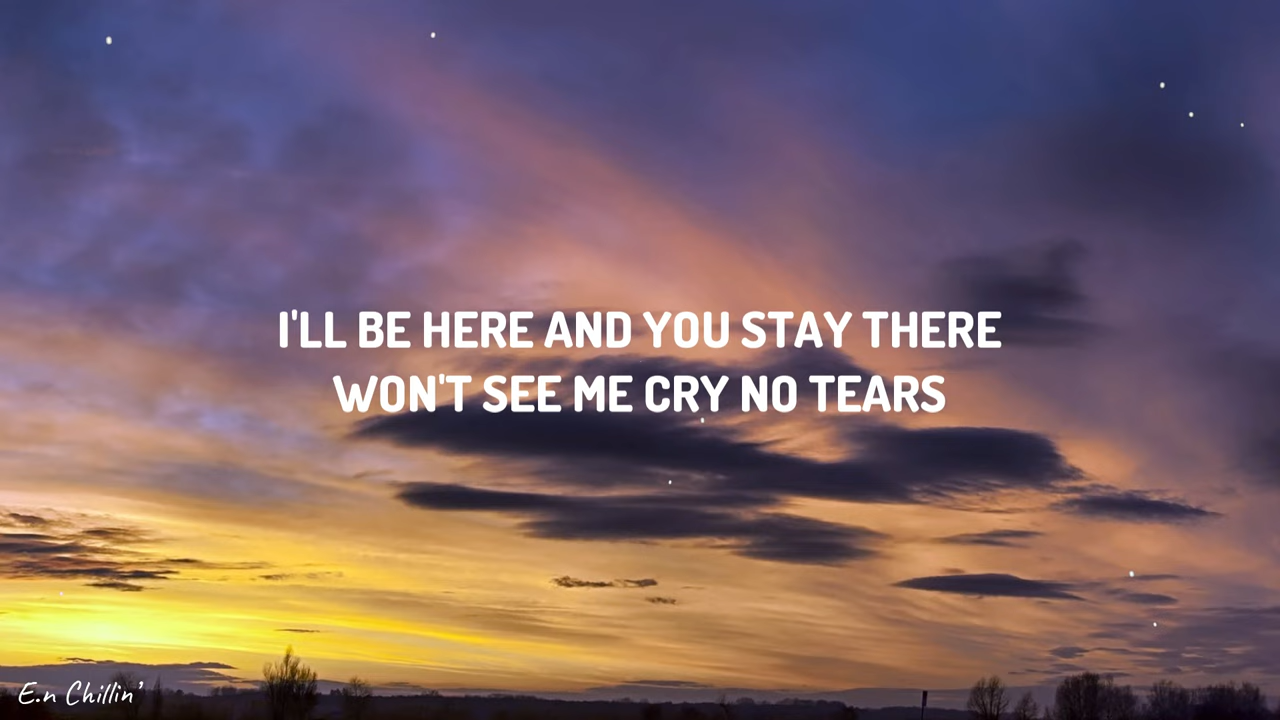 I'LL BE HERE AND YOU STAY THERE
WON'T SEE ME CRY NO TEARS
E.n Chillin'